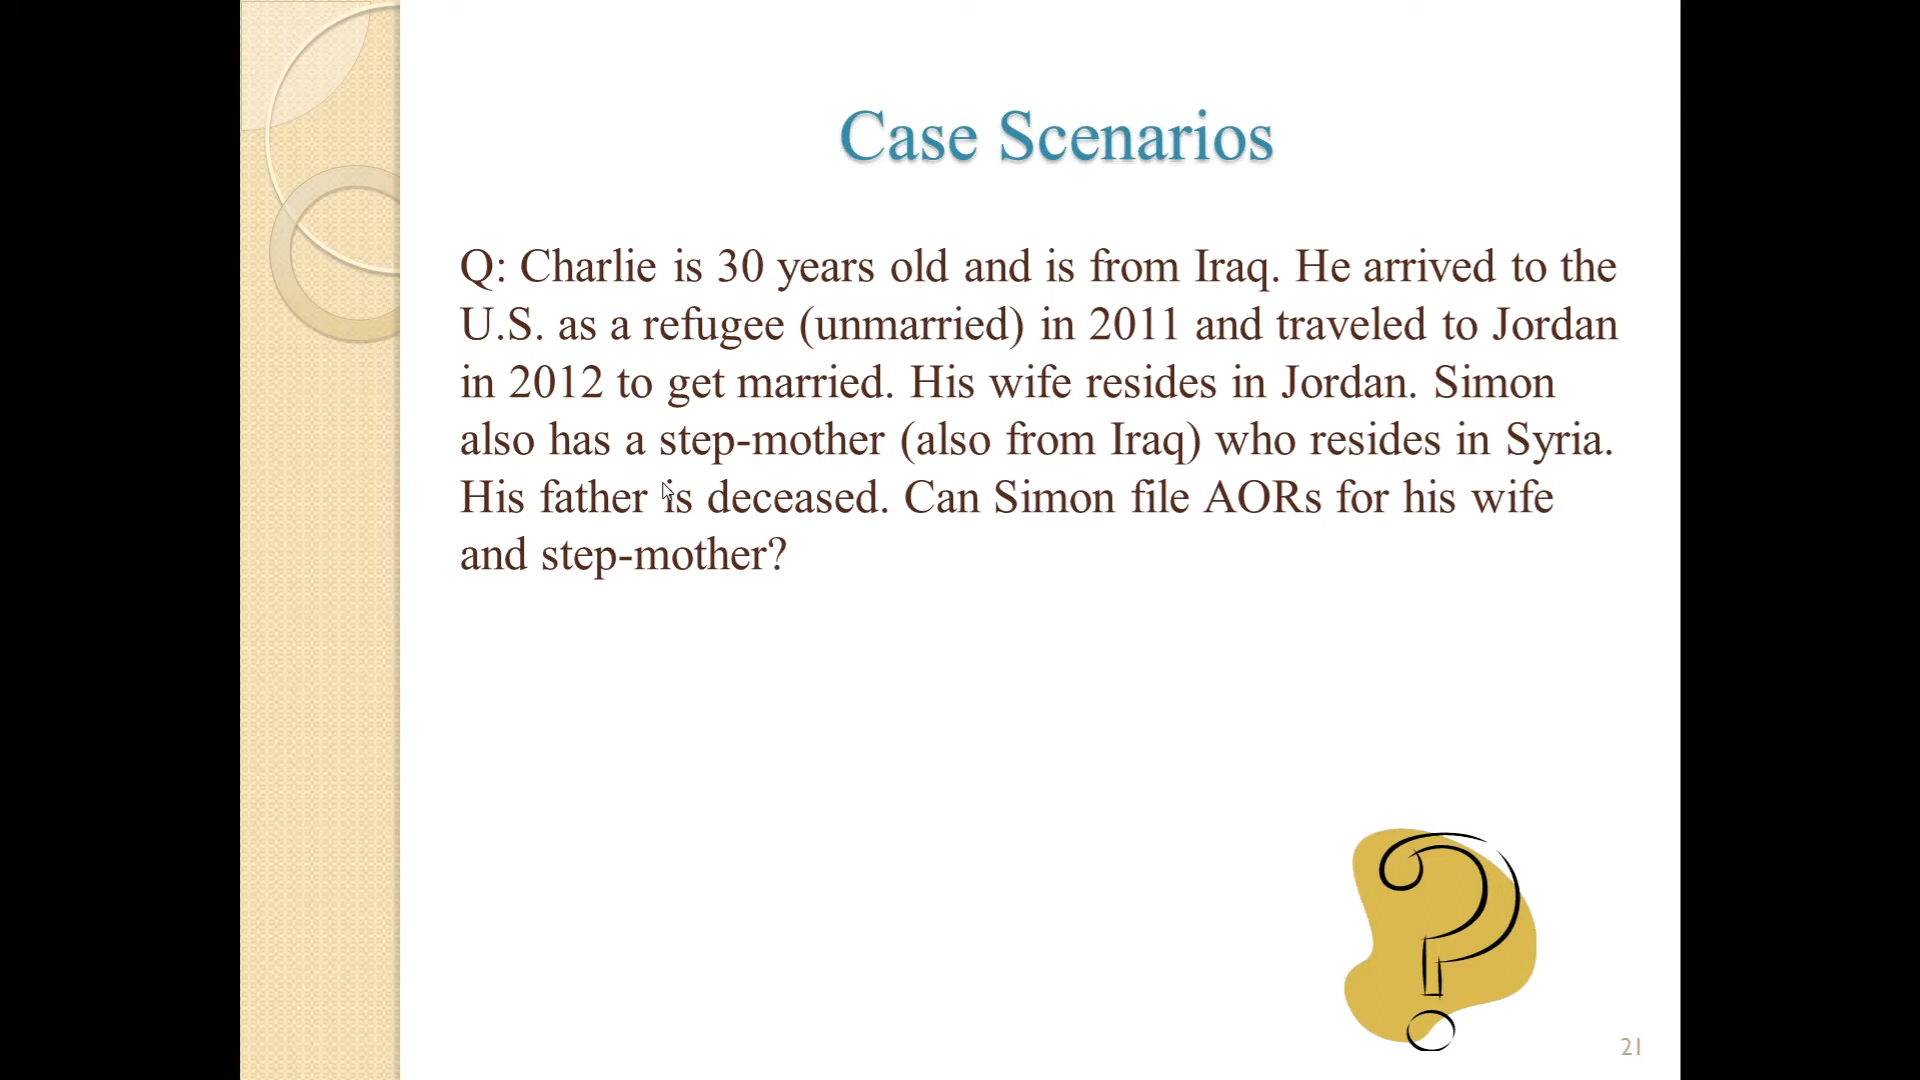 Case Scenarios
Q: Charlie is 30 years old and is from Iraq. He arrived to the
U.S. as a refugee (unmarried) in 2011 and traveled to Jordan
in 2012 to get married. His wife resides in Jordan. Simon
also has a step-mother (also from Iraq) who resides in Syria.
His father is deceased. Can Simon file AORs for his wife
and step-mother?
21